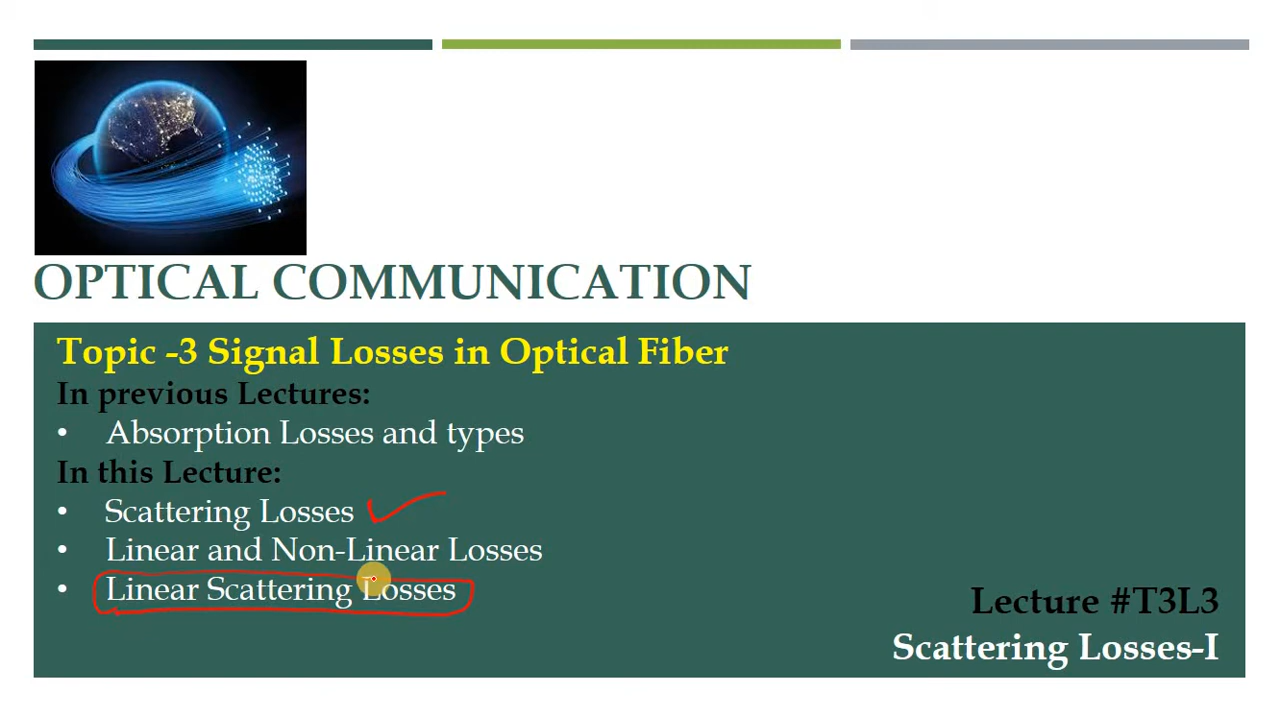 OPTICAL COMMUNICATION
Topic -3 Signal Losses in Optical Fiber
In previous Lectures:
• Absorption Losses and types
In this Lecture:
• Scattering Losses
• Linear and Non-Linear Losses
• Linear Scattering Losses
Lecture #T3L3
Scattering Losses-I